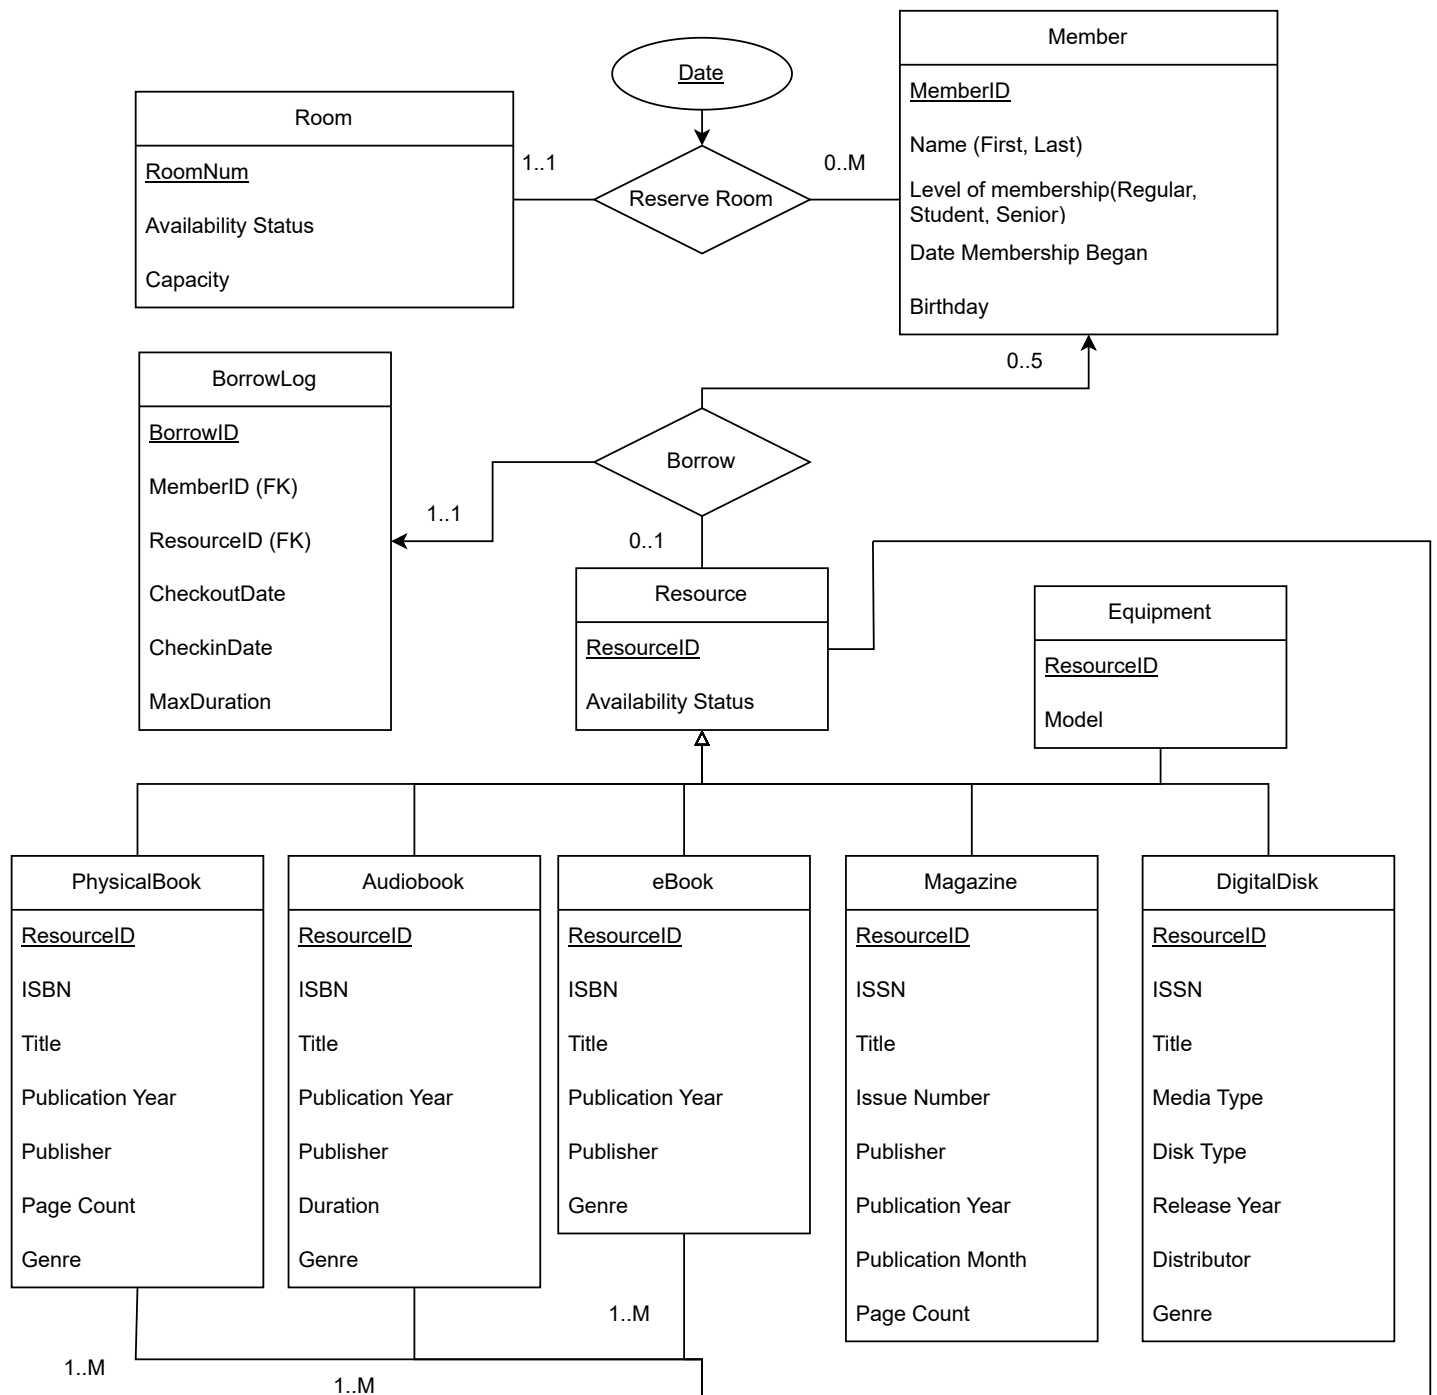 Date
Member
MemberID
Name (First, Last)
Level of membership(Regular,
Student, Senior)
Date Membership Began
Birthday
Room
RoomNum
Availability Status
Capacity
1..1
Reserve Room
0..M
0..5
BorrowLog
BorrowID
MemberID (FK)
ResourceID (FK)
CheckoutDate
CheckinDate
MaxDuration
Borrow
1..1
0..1
Resource
ResourceID
Availability Status
Equipment
ResourceID
Model
PhysicalBook
ResourceID
ISBN
Title
Publication Year
Publisher
Page Count
Genre
Audiobook
ResourceID
ISBN
Title
Publication Year
Publisher
Duration
Genre
eBook
ResourceID
ISBN
Title
Publication Year
Publisher
Genre
Magazine
ResourceID
ISSN
Title
Issue Number
Publisher
Publication Year
Publication Month
Page Count
DigitalDisk
ResourceID
ISSN
Title
Media Type
Disk Type
Release Year
Distributor
Genre
1..M
1..M
1..M